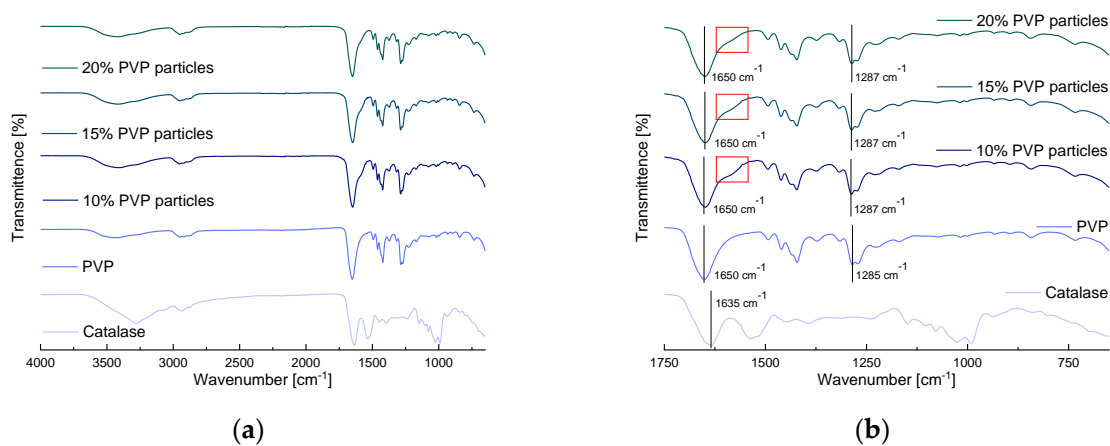 Transmittence [%]
20% PVP particles
15% PVP particles
10% PVP particles
PVP
Catalase
4000 3500 3000 2500 2000 1500 1000
Wavenumber [cm⁻¹]
(a)
Transmittence [%]
20% PVP particles
1650 cm⁻¹ 1287 cm⁻¹
15% PVP particles
1650 cm⁻¹ 1287 cm⁻¹
10% PVP particles
1650 cm⁻¹ 1287 cm⁻¹
PVP
1650 cm⁻¹ 1285 cm⁻¹
Catalase
1635 cm⁻¹
1750 1500 1250 1000 750
Wavenumber [cm⁻¹]
(b)